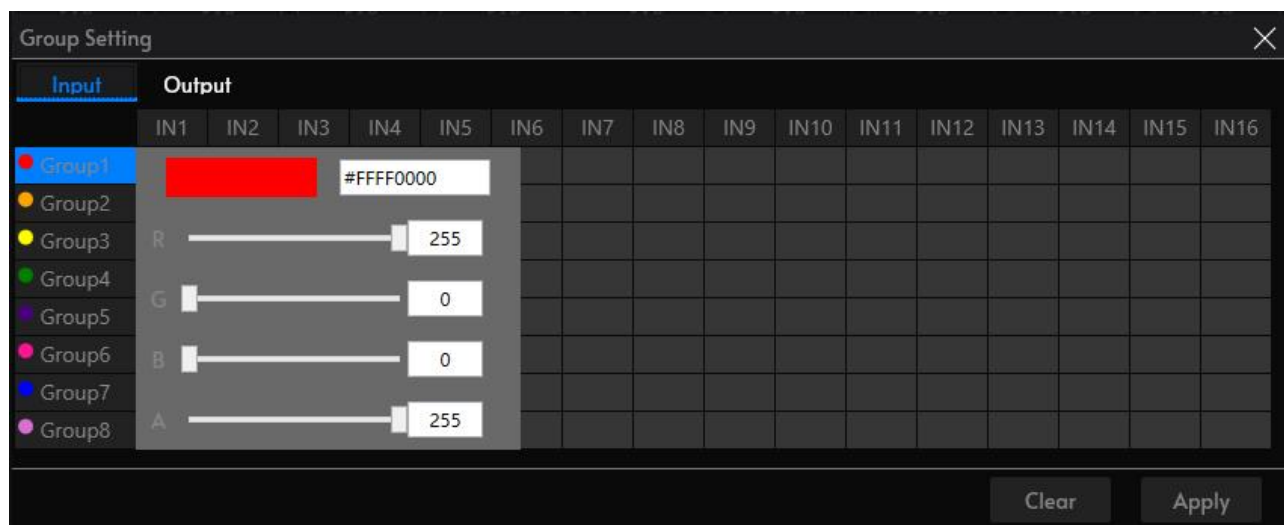 Group Setting
Input Output
IN1 IN2 IN3 IN4 IN5 IN6 IN7 IN8 IN9 IN10 IN11 IN12 IN13 IN14 IN15 IN16
Group1 #FFFF0000
Group2
Group3 R 255
Group4
G 0
Group5
Group6 B 0
Group7
Group8 A 255
Clear Apply